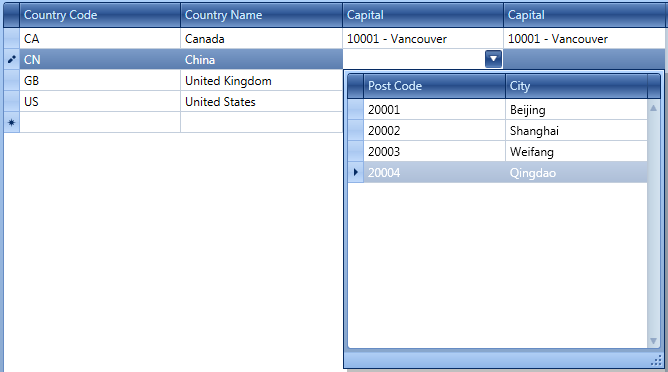 Country Code Country Name Capital Capital
CA Canada 10001 - Vancouver 10001 - Vancouver
CN China
GB United Kingdom
US United States
Post Code City
20001 Beijing
20002 Shanghai
20003 Weifang
20004 Qingdao